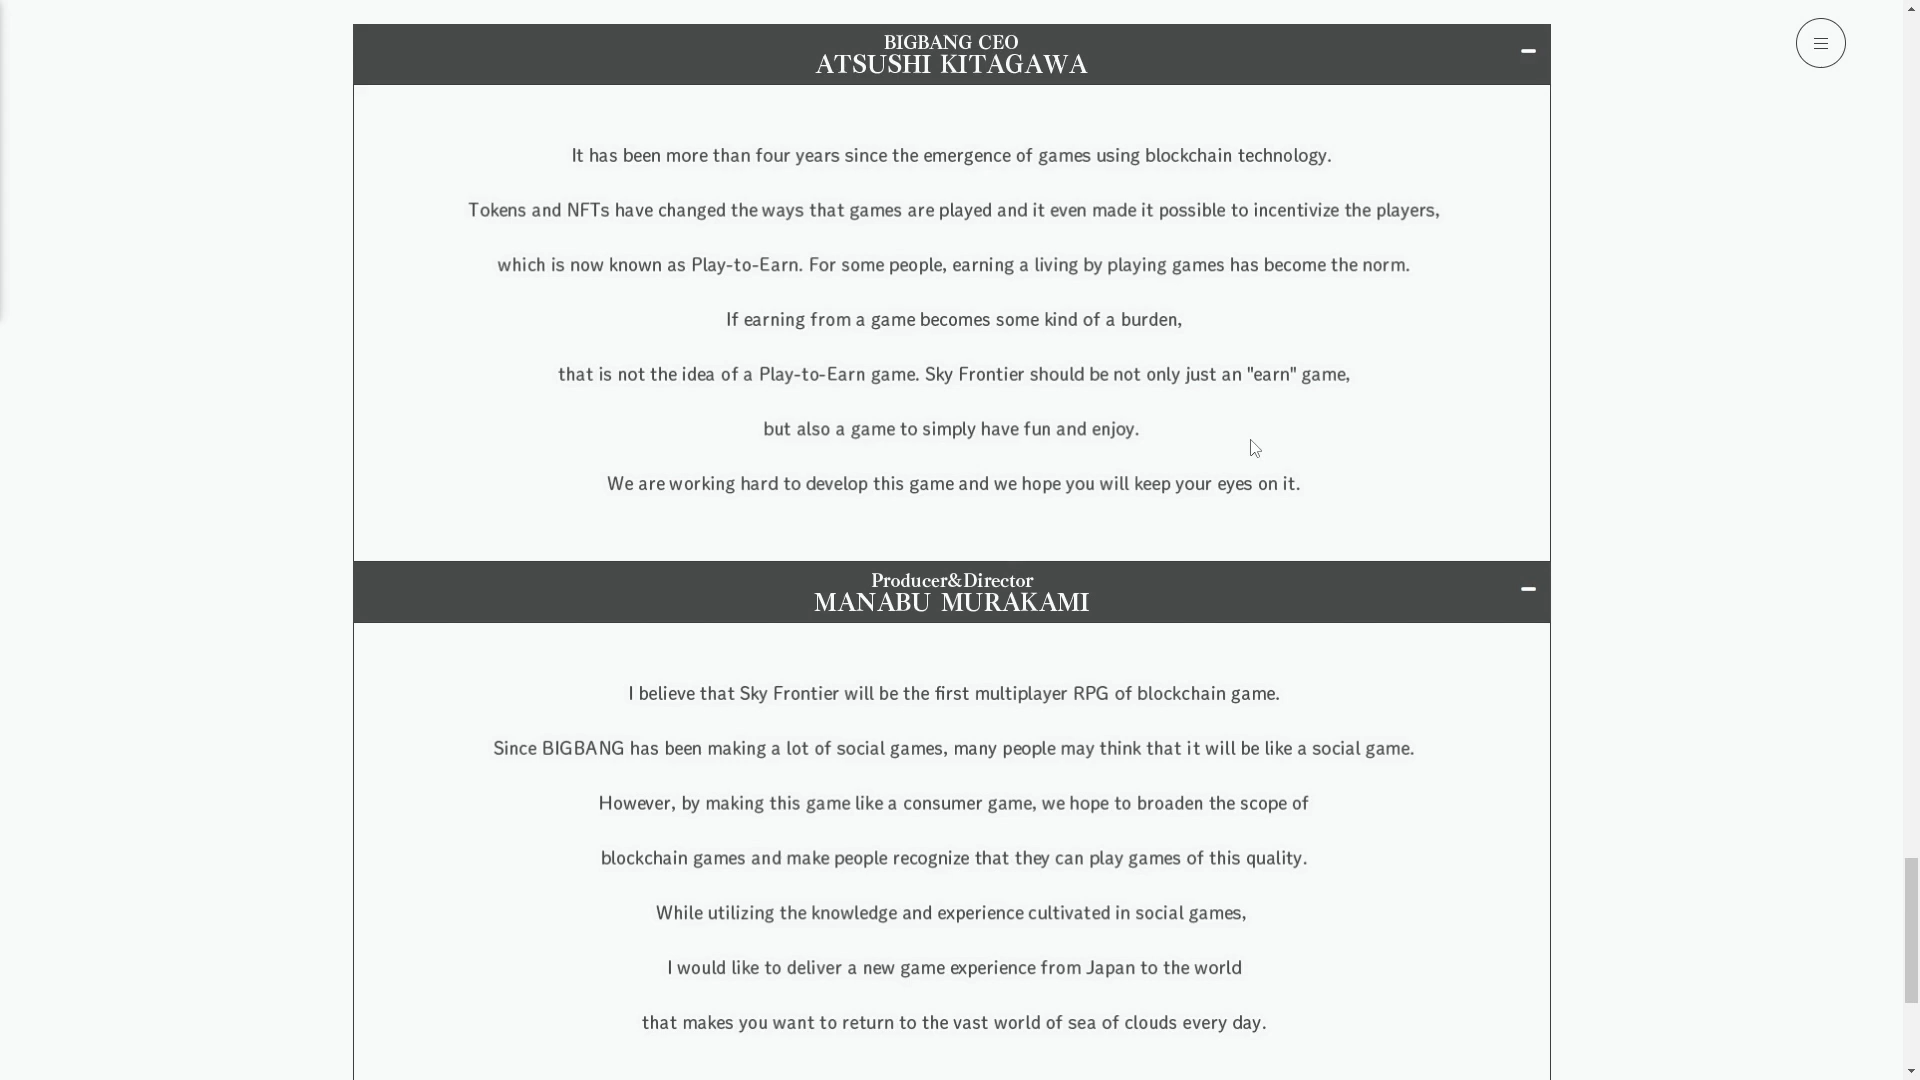 BIGBANG CEO
ATSUSHI KITAGAWA
It has been more than four years since the emergence of games using blockchain technology.
Tokens and NFTs have changed the ways that games are played and it even made it possible to incentivize the players,
which is now known as Play-to-Earn. For some people, earning a living by playing games has become the norm.
If earning from a game becomes some kind of a burden,
that is not the idea of a Play-to-Earn game. Sky Frontier should be not only just an "earn" game,
but also a game to simply have fun and enjoy.
We are working hard to develop this game and we hope you will keep your eyes on it.
Producer&Director
MANABU MURAKAMI
I believe that Sky Frontier will be the first multiplayer RPG of blockchain game.
Since BIGBANG has been making a lot of social games, many people may think that it will be like a social game.
However, by making this game like a consumer game, we hope to broaden the scope of
blockchain games and make people recognize that they can play games of this quality.
While utilizing the knowledge and experience cultivated in social games,
I would like to deliver a new game experience from Japan to the world
that makes you want to return to the vast world of sea of clouds every day.